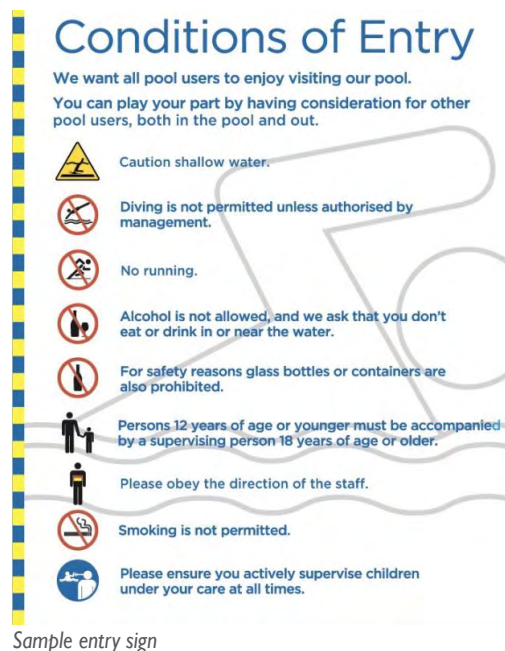 Conditions of Entry
We want all pool users to enjoy visiting our pool.
You can play your part by having consideration for other
pool users, both in the pool and out.
Caution shallow water.
Diving is not permitted unless authorised by
management.
No running.
Alcohol is not allowed, and we ask that you don't
eat or drink in or near the water.
For safety reasons glass bottles or containers are
also prohibited.
Persons 12 years of age or younger must be accompanied
by a supervising person 18 years of age or older.
Please obey the direction of the staff.
Smoking is not permitted.
Please ensure you actively supervise children
under your care at all times.
Sample entry sign